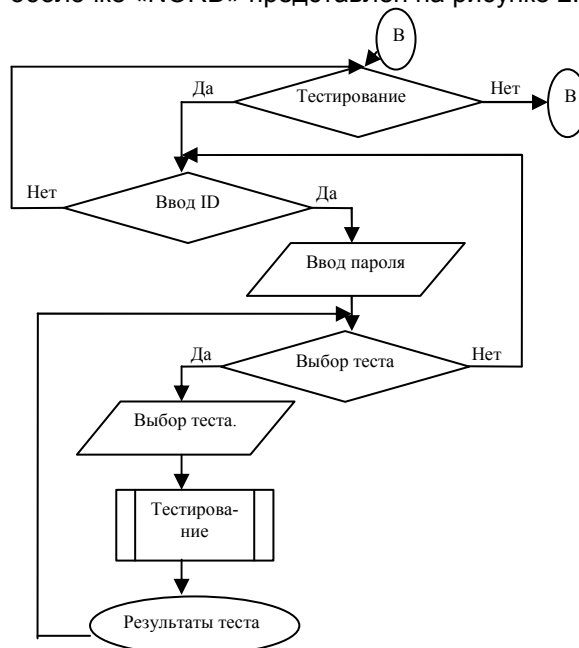 оболочке «NORD» представлен на рисунке 2.
В
Тестирование
Да
Нет
В
Ввод ID
Нет
Да
Ввод пароля
Выбор теста
Да
Нет
Выбор теста.
Тестирова-
ние
Результаты теста